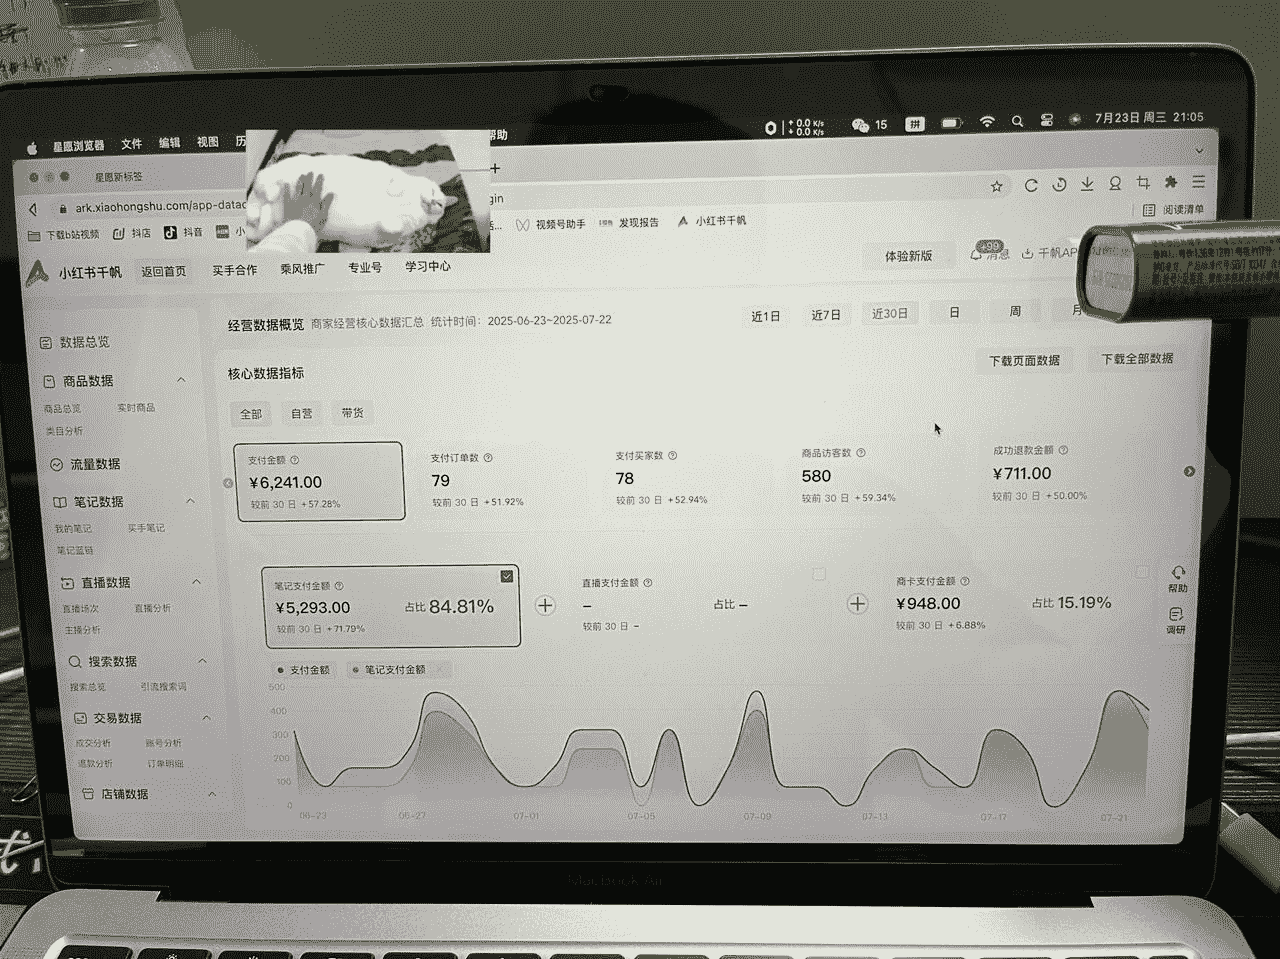 星愿浏览器 文件 编辑 视图 历 帮助 0.0 K/s 0.0 K/s 15 拼 7月23日 周三 21:05
星愿新标签
ark.xiaohongshu.com/app-datac gin
阅读清单
下载b站视频 抖店 抖音 小 视频号助手 发现报告 小红书千帆
小红书千帆 返回首页 买手合作 乘风推广 专业号 学习中心 体验新版 +99 消息 千帆AP
经营数据概览 商家经营核心数据汇总 统计时间：2025-06-23~2025-07-22 近1日 近7日 近30日 日 周 月
数据总览
商品数据
商品总览 实时商品
类目分析
流量数据
笔记数据
我的笔记 买手笔记
笔记蓝链
直播数据
直播场次 直播分析
主播分析
搜索数据
搜索总览 引流搜索词
交易数据
成交分析 账号分析
退款分析 订单明细
店铺数据
核心数据指标 下载页面数据 下载全部数据
全部 自营 带货
支付金额 支付订单数 支付买家数 商品访客数 成功退款金额
¥6,241.00 79 78 580 ¥711.00
较前 30 日 +57.28% 较前 30 日 +51.92% 较前 30 日 +52.94% 较前 30 日 +59.34% 较前 30 日 +50.00%
笔记支付金额 直播支付金额 商卡支付金额
¥5,293.00 占比 84.81% – 占比 – ¥948.00 占比 15.19%
较前 30 日 +71.79% 较前 30 日 – 较前 30 日 +6.88%
帮助
调研
支付金额 笔记支付金额
500
400
300
200
100
0
06-23 06-27 07-01 07-05 07-09 07-13 07-17 07-21
MacBook Air